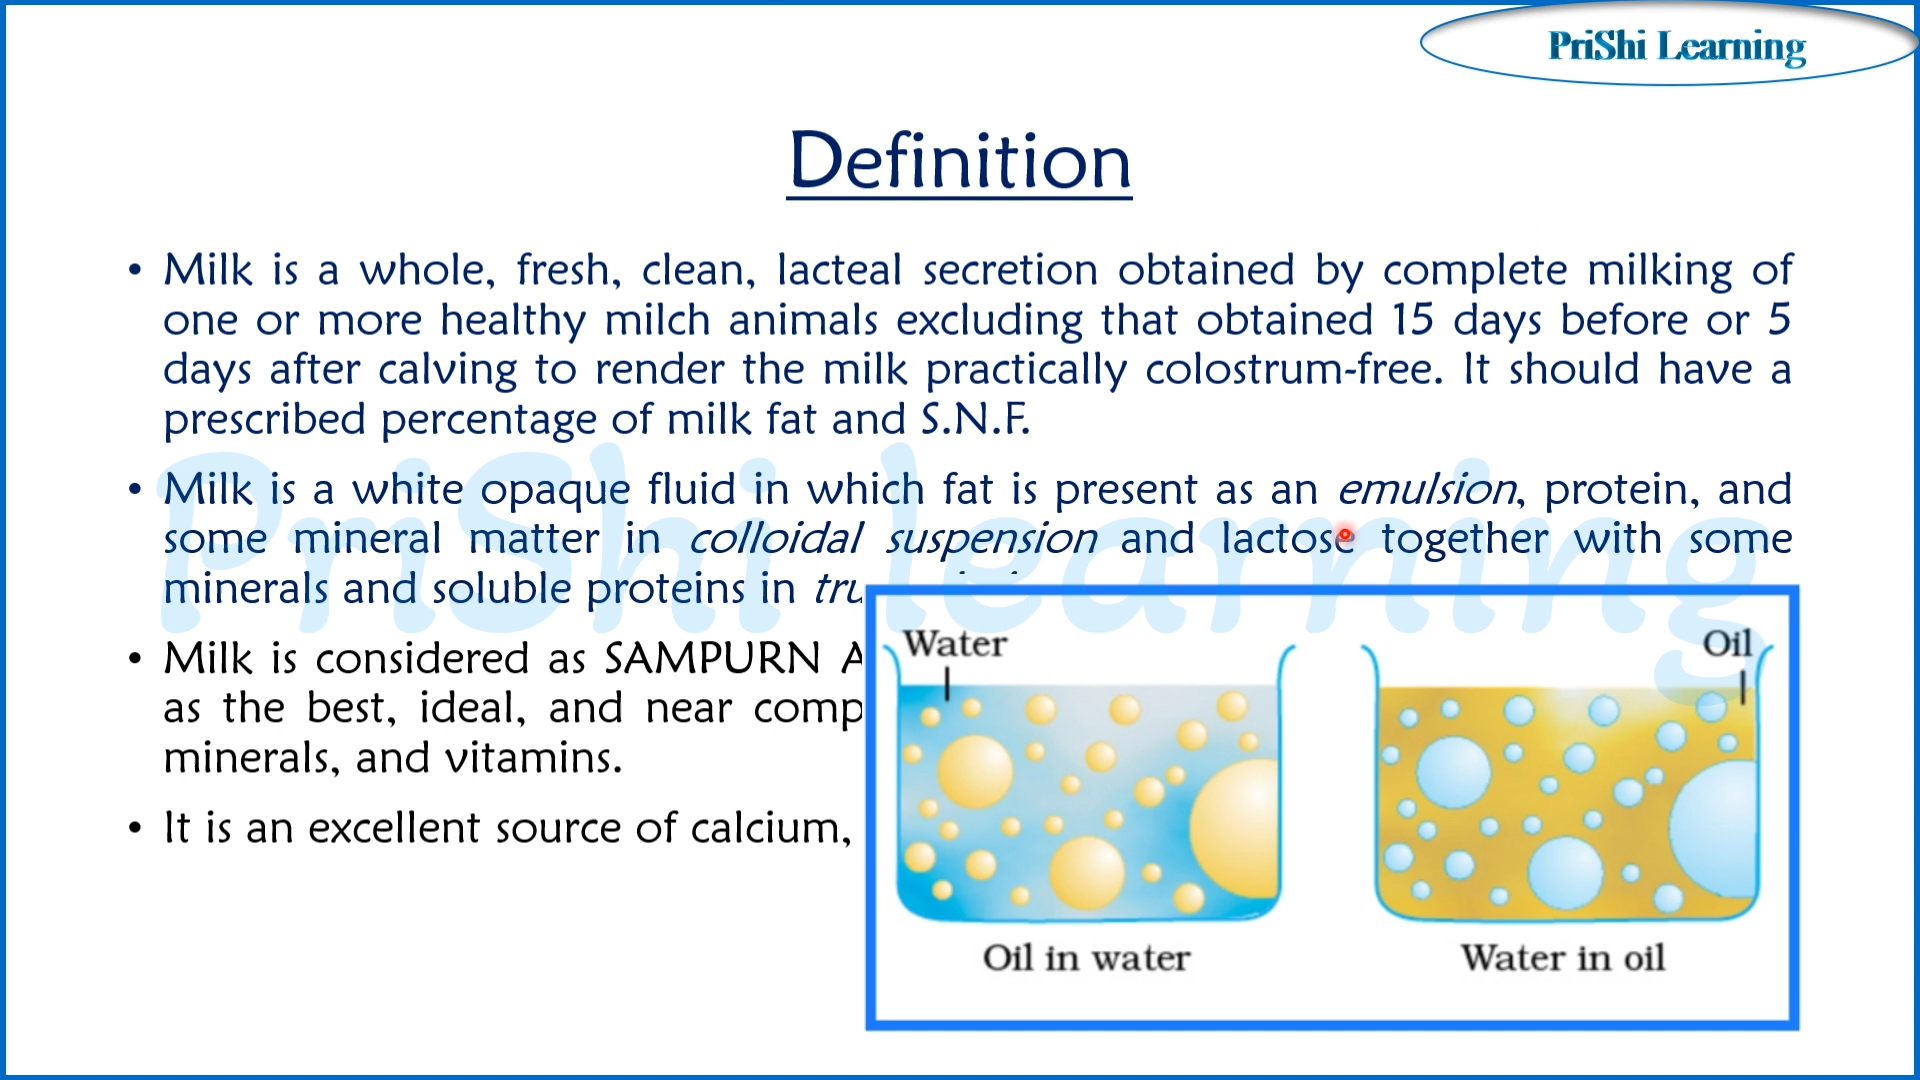 PriShi Learning
Definition
• Milk is a whole, fresh, clean, lacteal secretion obtained by complete milking of
one or more healthy milch animals excluding that obtained 15 days before or 5
days after calving to render the milk practically colostrum-free. It should have a
prescribed percentage of milk fat and S.N.F.
• Milk is a white opaque fluid in which fat is present as an emulsion, protein, and
some mineral matter in colloidal suspension and lactose together with some
minerals and soluble proteins in
• Milk is considered as SAMPURN
as the best, ideal, and near
minerals, and vitamins.
• It is an excellent source of calcium,
PriShi learning
Water
Oil
Oil in water
Water in oil